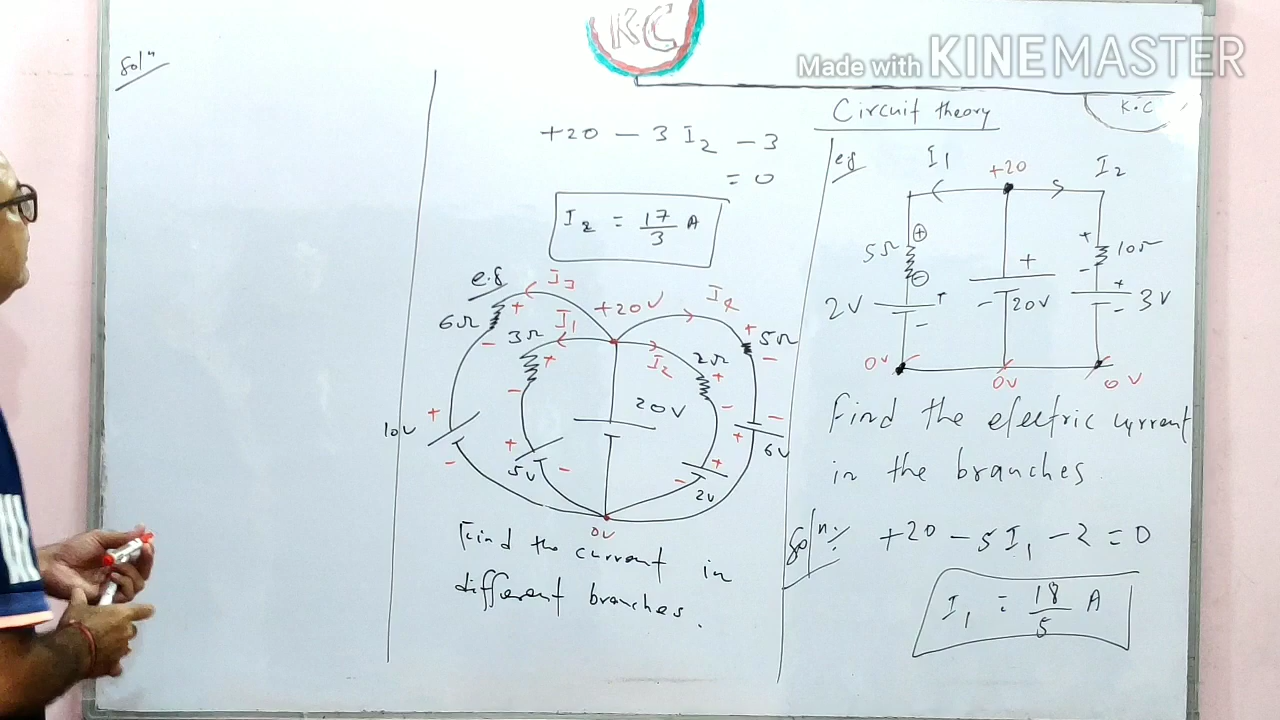 K.C
Made with KINEMASTER
Soln
Circuit theory
K.C
+20 - 3 I2 - 3
= 0
I2 = 17/3 A
eg
I1
+20
I2
5Ω
+
-
2V
+
-
+
-
20V
+
-
10Ω
+
-
3V
0V
0V
0V
Find the electric current
in the branches.
Soln:-
+20 - 5I1 - 2 = 0
I1 = 18/5 A
e.g
I3
+20V
I4
6Ω
+
-
I1
3Ω
+
-
I2
2Ω
+
-
+
5Ω
-
10V
+
-
+
5V
-
20V
+
-
2V
-
+
6V
0V
Find the current in
different branches.